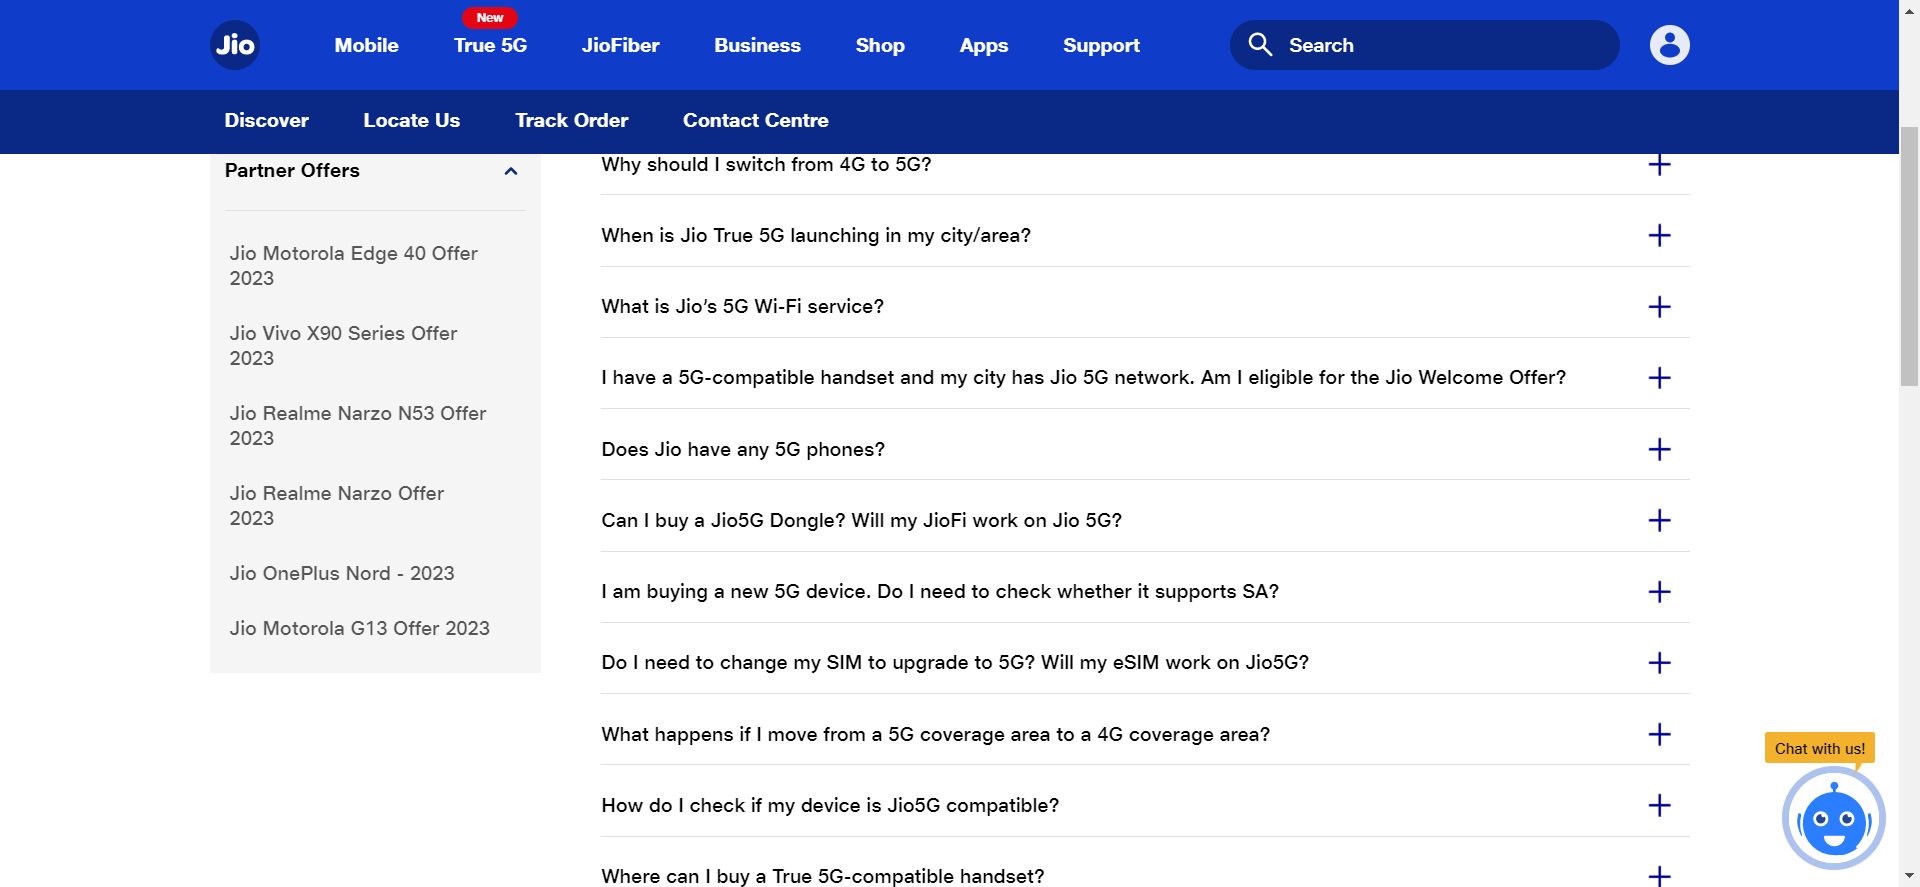 Jio
Mobile
New
True 5G
JioFiber
Business
Shop
Apps
Support
Search
Discover
Locate Us
Track Order
Contact Centre
Partner Offers
Jio Motorola Edge 40 Offer
2023
Jio Vivo X90 Series Offer
2023
Jio Realme Narzo N53 Offer
2023
Jio Realme Narzo Offer
2023
Jio OnePlus Nord - 2023
Jio Motorola G13 Offer 2023
Why should I switch from 4G to 5G?
When is Jio True 5G launching in my city/area?
What is Jio’s 5G Wi-Fi service?
I have a 5G-compatible handset and my city has Jio 5G network. Am I eligible for the Jio Welcome Offer?
Does Jio have any 5G phones?
Can I buy a Jio5G Dongle? Will my JioFi work on Jio 5G?
I am buying a new 5G device. Do I need to check whether it supports SA?
Do I need to change my SIM to upgrade to 5G? Will my eSIM work on Jio5G?
What happens if I move from a 5G coverage area to a 4G coverage area?
How do I check if my device is Jio5G compatible?
Where can I buy a True 5G-compatible handset?
Chat with us!